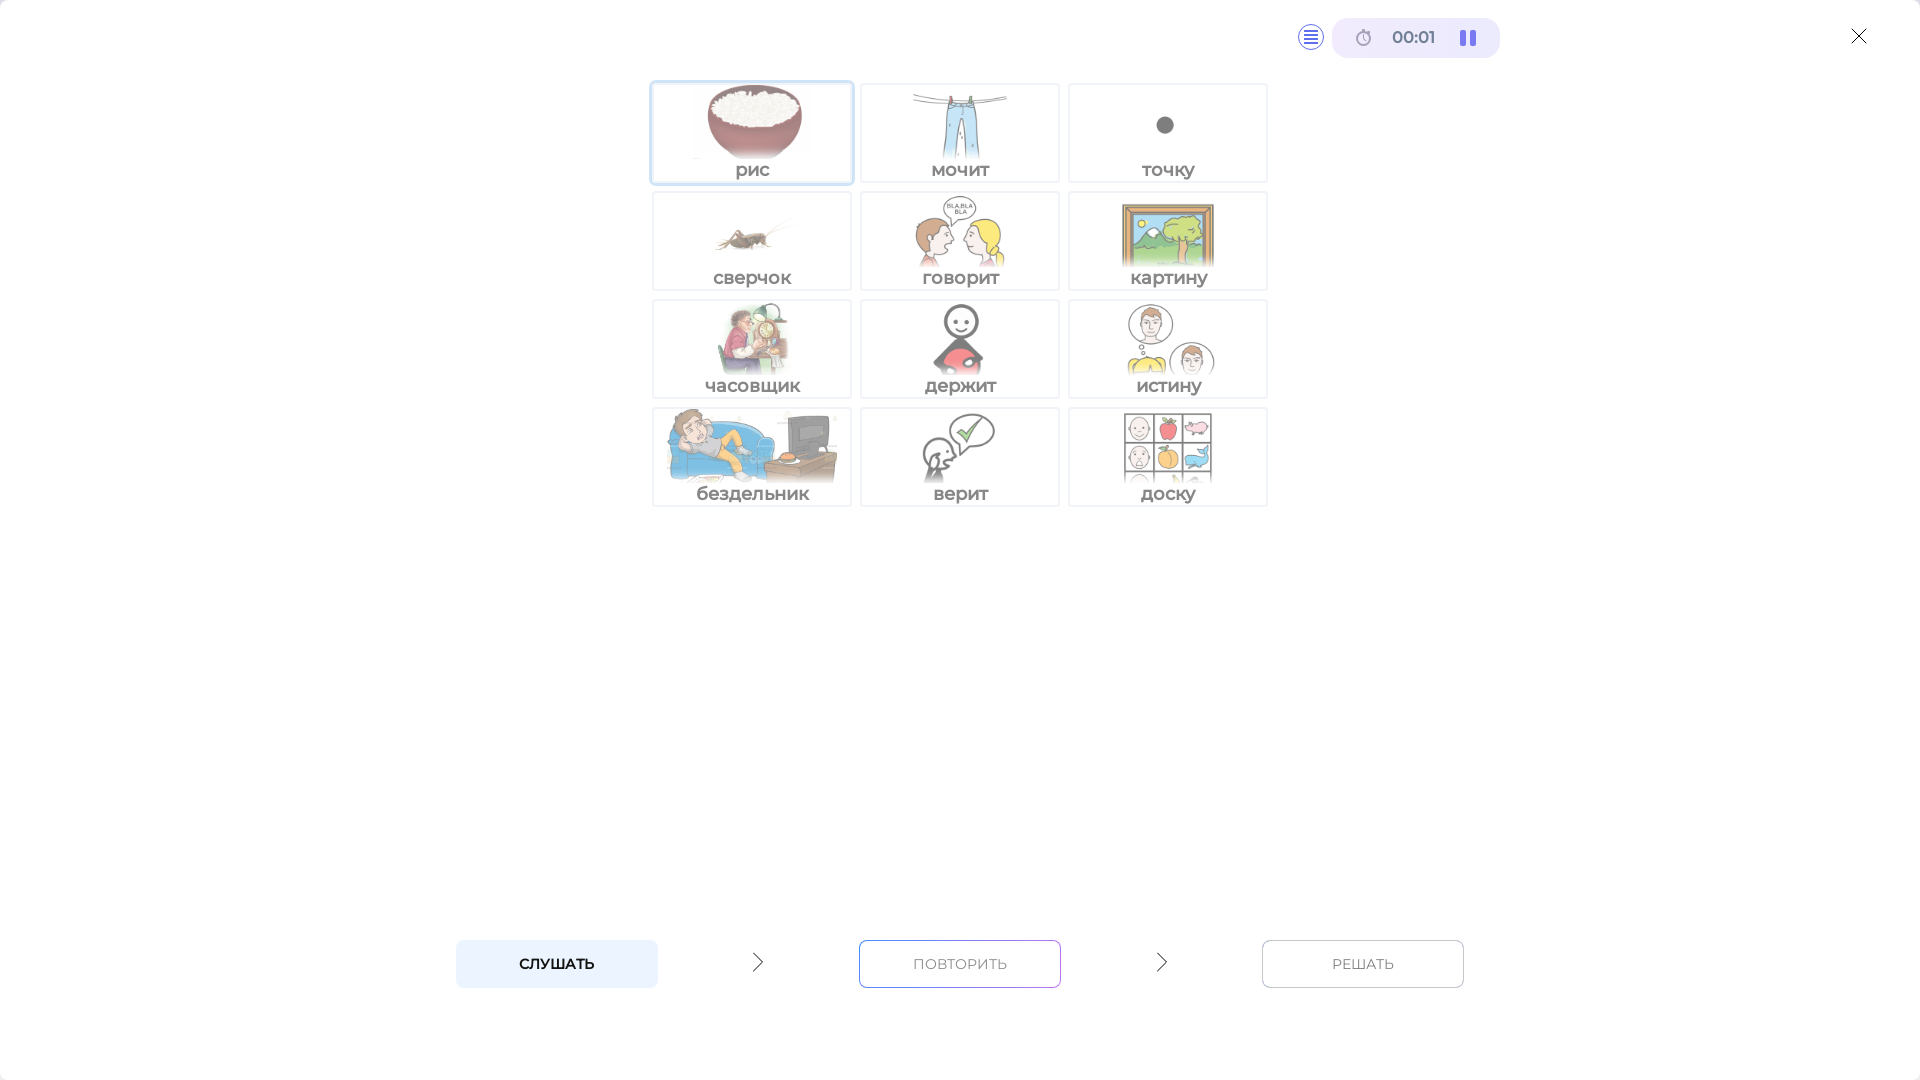 00:01
рис
мочит
точку
BLA,BLA
BLA
сверчок
говорит
картину
часовщик
держит
истину
бездельник
верит
доску
СЛУШАТЬ
ПОВТОРИТЬ
РЕШАТЬ